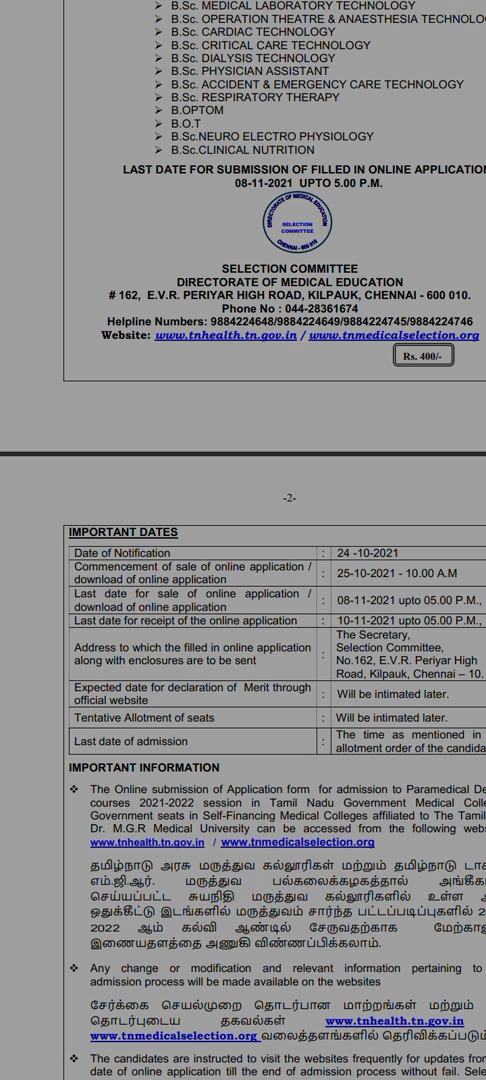 ➢ B.Sc. MEDICAL LABORATORY TECHNOLOGY
➢ B.Sc. OPERATION THEATRE & ANAESTHESIA TECHNOLO
➢ B.Sc. CARDIAC TECHNOLOGY
➢ B.Sc. CRITICAL CARE TECHNOLOGY
➢ B.Sc. DIALYSIS TECHNOLOGY
➢ B.Sc. PHYSICIAN ASSISTANT
➢ B.Sc. ACCIDENT & EMERGENCY CARE TECHNOLOGY
➢ B.Sc. RESPIRATORY THERAPY
➢ B.OPTOM
➢ B.O.T
➢ B.Sc.NEURO ELECTRO PHYSIOLOGY
➢ B.Sc.CLINICAL NUTRITION
LAST DATE FOR SUBMISSION OF FILLED IN ONLINE APPLICATION
08-11-2021 UPTO 5.00 P.M.
DIRECTORATE OF MEDICAL EDUCATION
SELECTION
COMMITTEE
CHENNAI - 600 010
SELECTION COMMITTEE
DIRECTORATE OF MEDICAL EDUCATION
# 162, E.V.R. PERIYAR HIGH ROAD, KILPAUK, CHENNAI - 600 010.
Phone No : 044-28361674
Helpline Numbers: 9884224648/9884224649/9884224745/9884224746
Website: www.tnhealth.tn.gov.in / www.tnmedicalselection.org
Rs. 400/-
-2-
IMPORTANT DATES
Date of Notification : 24 -10-2021
Commencement of sale of online application / download of online application : 25-10-2021 - 10.00 A.M
Last date for sale of online application / download of online application : 08-11-2021 upto 05.00 P.M.,
Last date for receipt of the online application : 10-11-2021 upto 05.00 P.M.,
Address to which the filled in online application along with enclosures are to be sent : The Secretary,
Selection Committee,
No.162, E.V.R. Periyar High
Road, Kilpauk, Chennai – 10.
Expected date for declaration of Merit through official website : Will be intimated later.
Tentative Allotment of seats : Will be intimated later.
Last date of admission : The time as mentioned in
allotment order of the candida
IMPORTANT INFORMATION
❖ The Online submission of Application form for admission to Paramedical De
courses 2021-2022 session in Tamil Nadu Government Medical Colle
Government seats in Self-Financing Medical Colleges affiliated to The Tamil
Dr. M.G.R Medical University can be accessed from the following webs
www.tnhealth.tn.gov.in / www.tnmedicalselection.org
தமிழ்நாடு அரசு மருத்துவ கல்லூரிகள் மற்றும் தமிழ்நாடு டாக
எம்.ஜி.ஆர். மருத்துவ பல்கலைக்கழகத்தால் அங்கீக
செய்யப்பட்ட சுயநிதி மருத்துவ கல்லூரிகளில் உள்ள அ
ஒதுக்கீட்டு இடங்களில் மருத்துவம் சார்ந்த பட்டப்படிப்புகளில் 2
2022 ஆம் கல்வி ஆண்டில் சேருவதற்காக மேற்கா
இணையதளத்தை அணுகி விண்ணப்பிக்கலாம்.
❖ Any change or modification and relevant information pertaining to
admission process will be made available on the websites
சேர்க்கை செயல்முறை தொடர்பான மாற்றங்கள் மற்றும்
தொடர்புடைய தகவல்கள் www.tnhealth.tn.gov.in
www.tnmedicalselection.org வலைத்தளங்களில் தெரிவிக்கப்படும்
❖ The candidates are instructed to visit the websites frequently for updates from
date of online application till the end of admission process without fail. Sele